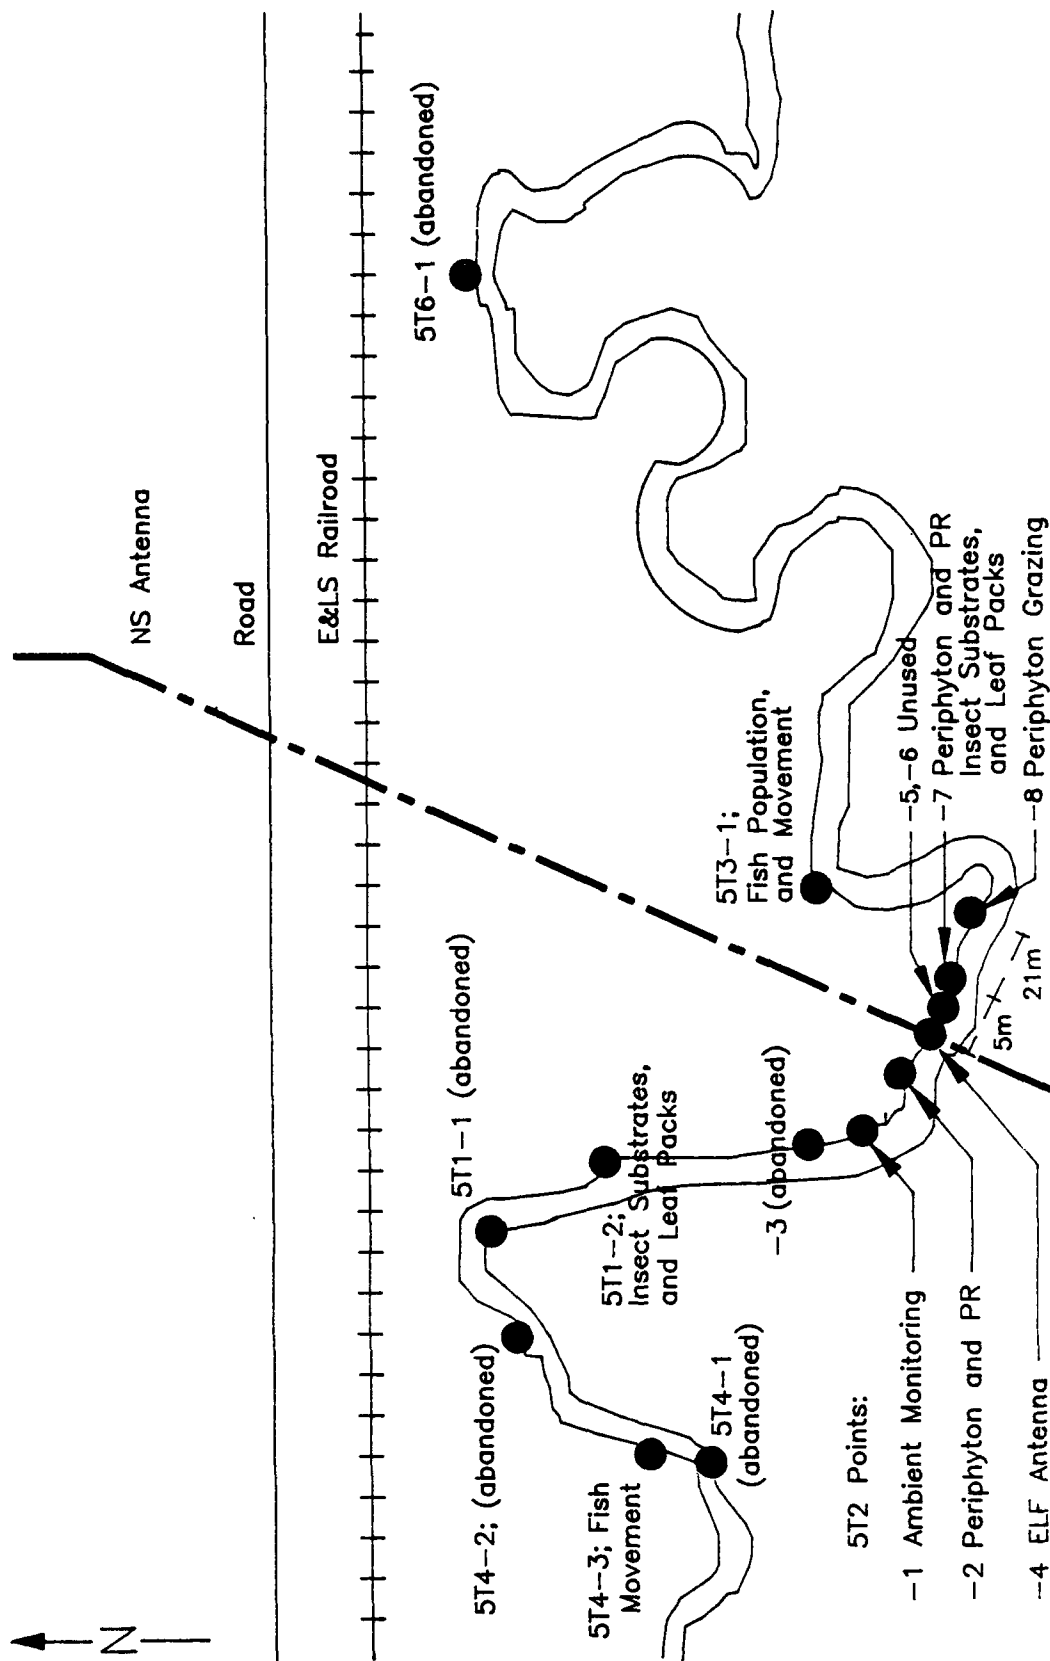 N
NS Antenna
Road
E&LS Railroad
5T6-1 (abandoned)
5T1-1 (abandoned)
5T4-2; (abandoned)
5T1-2;
Insect Substrates,
and Leaf Packs
5T3-1;
Fish Population,
and Movement
5T4-3; Fish
Movement
5T4-1
(abandoned)
-3 (abandoned)
5T2 Points:
-1 Ambient Monitoring
-2 Periphyton and PR
-4 ELF Antenna
-5,-6 Unused
-7 Periphyton and PR
Insect Substrates,
and Leaf Packs
-8 Periphyton Grazing
5m
21m